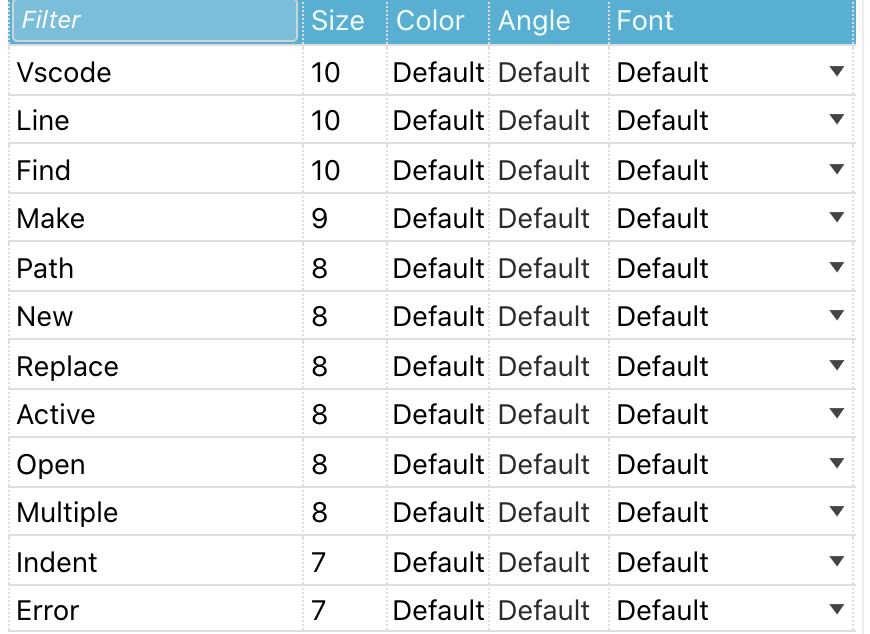 Filter Size Color Angle Font
Vscode 10 Default Default Default
Line 10 Default Default Default
Find 10 Default Default Default
Make 9 Default Default Default
Path 8 Default Default Default
New 8 Default Default Default
Replace 8 Default Default Default
Active 8 Default Default Default
Open 8 Default Default Default
Multiple 8 Default Default Default
Indent 7 Default Default Default
Error 7 Default Default Default